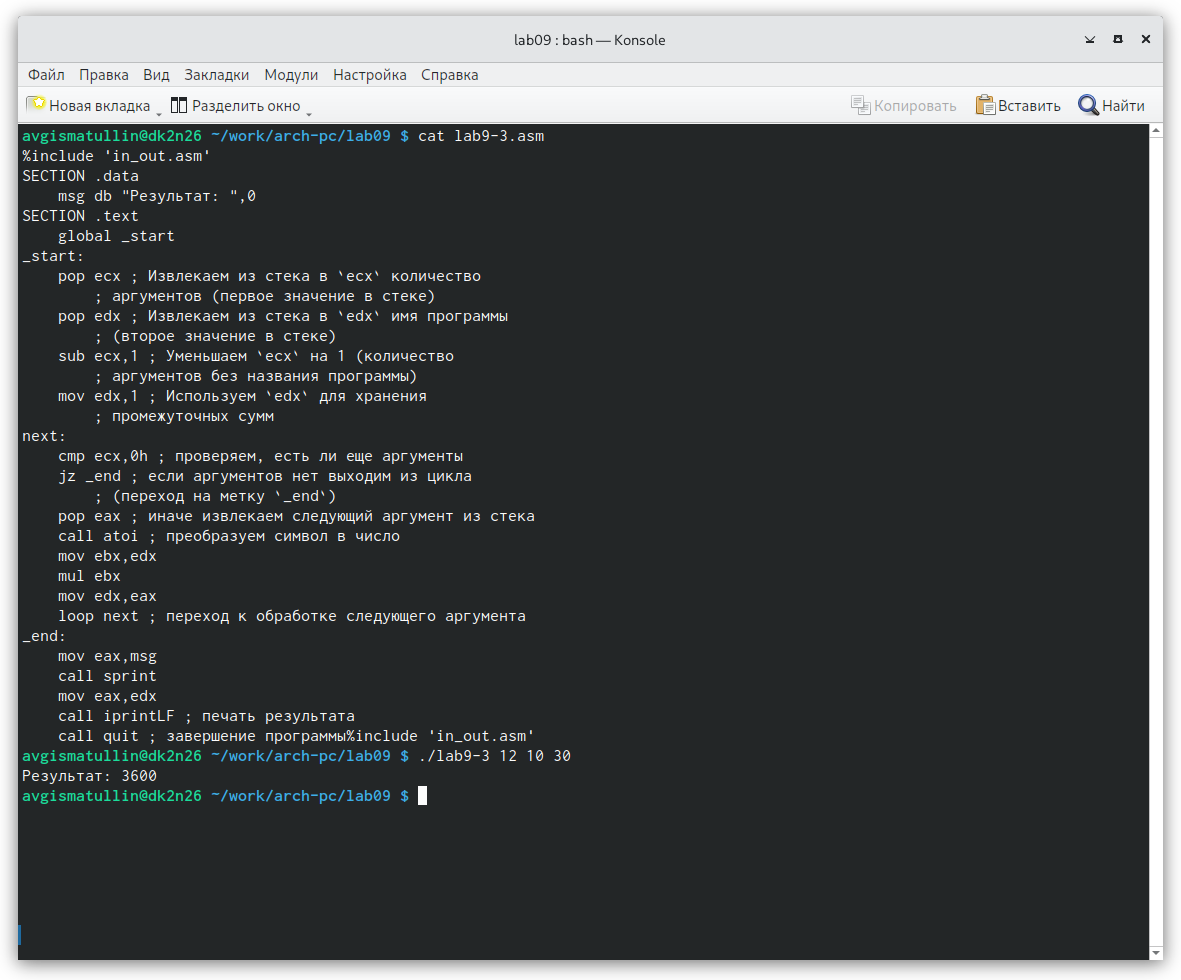 lab09 : bash — Konsole
Файл Правка Вид Закладки Модули Настройка Справка
Новая вкладка Разделить окно Копировать Вставить Найти
avgismatullin@dk2n26 ~/work/arch-pc/lab09 $ cat lab9-3.asm
%include 'in_out.asm'
SECTION .data
    msg db "Результат: ",0
SECTION .text
    global _start
_start:
    pop ecx ; Извлекаем из стека в `ecx` количество
        ; аргументов (первое значение в стеке)
    pop edx ; Извлекаем из стека в `edx` имя программы
        ; (второе значение в стеке)
    sub ecx,1 ; Уменьшаем `ecx` на 1 (количество
        ; аргументов без названия программы)
    mov edx,1 ; Используем `edx` для хранения
        ; промежуточных сумм
next:
    cmp ecx,0h ; проверяем, есть ли еще аргументы
    jz _end ; если аргументов нет выходим из цикла
        ; (переход на метку `_end`)
    pop eax ; иначе извлекаем следующий аргумент из стека
    call atoi ; преобразуем символ в число
    mov ebx,edx
    mul ebx
    mov edx,eax
    loop next ; переход к обработке следующего аргумента
_end:
    mov eax,msg
    call sprint
    mov eax,edx
    call iprintLF ; печать результата
    call quit ; завершение программы%include 'in_out.asm'
avgismatullin@dk2n26 ~/work/arch-pc/lab09 $ ./lab9-3 12 10 30
Результат: 3600
avgismatullin@dk2n26 ~/work/arch-pc/lab09 $